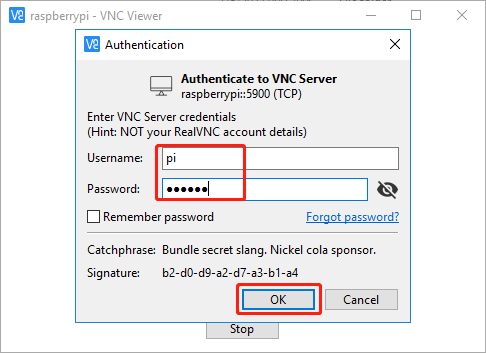 raspberrypi - VNC Viewer
Authentication
Authenticate to VNC Server
raspberrypi::5900 (TCP)
Enter VNC Server credentials
(Hint: NOT your RealVNC account details)
Username: pi
Password: ●●●●●●
Remember password Forgot password?
Catchphrase: Bundle secret slang. Nickel cola sponsor.
Signature: b2-d0-d9-a2-d7-a3-b1-a4
OK Cancel
Stop